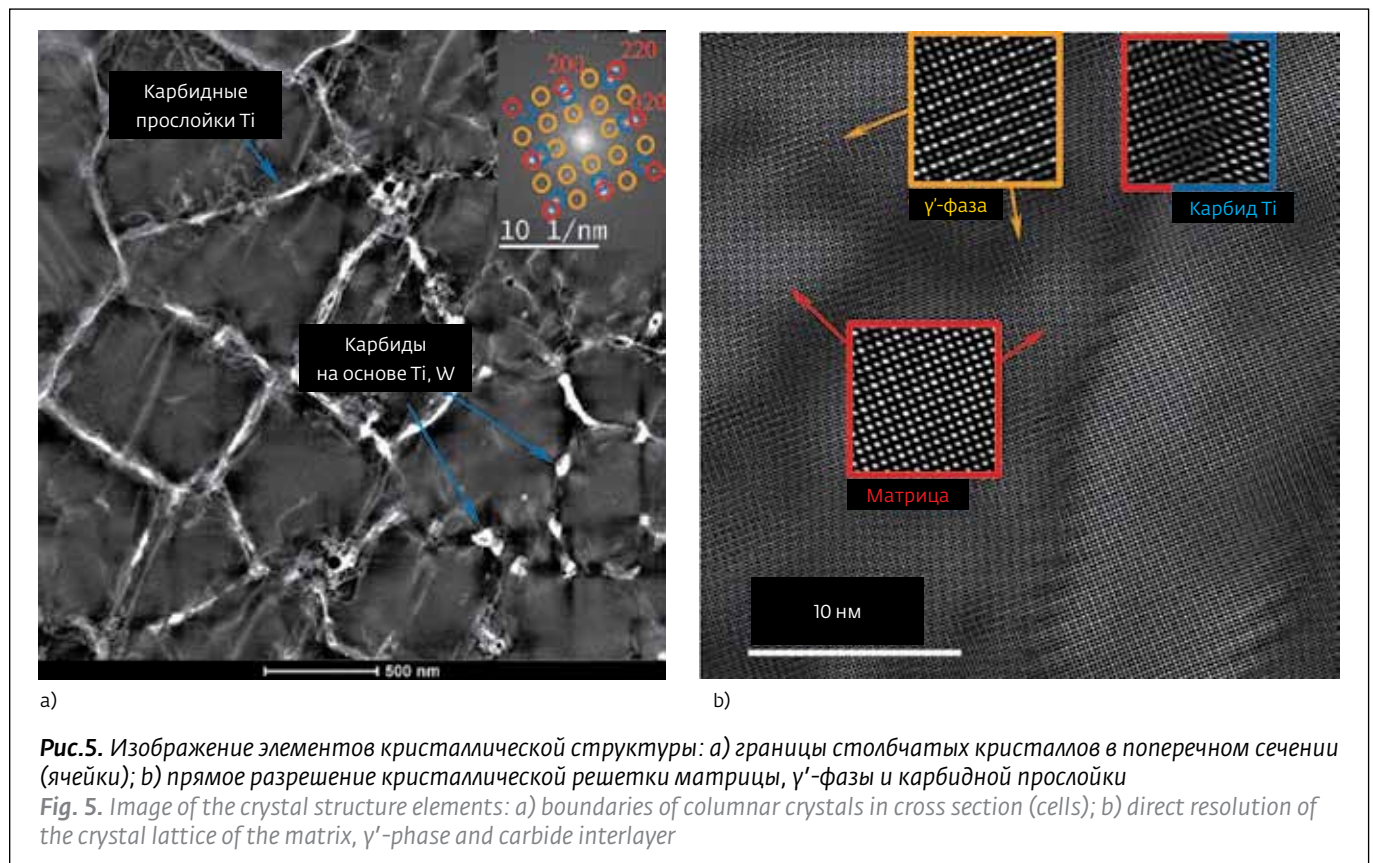 Карбидные
прослойки Ti
200
220
020
10 1/nm
Карбиды
на основе Ti, W
500 nm
a)
γ'-фаза
Карбид Ti
Матрица
10 нм
b)
Рис.5. Изображение элементов кристаллической структуры: a) границы столбчатых кристаллов в поперечном сечении
(ячейки); b) прямое разрешение кристаллической решетки матрицы, γ'-фазы и карбидной прослойки
Fig. 5. Image of the crystal structure elements: a) boundaries of columnar crystals in cross section (cells); b) direct resolution of
the crystal lattice of the matrix, γ'-phase and carbide interlayer